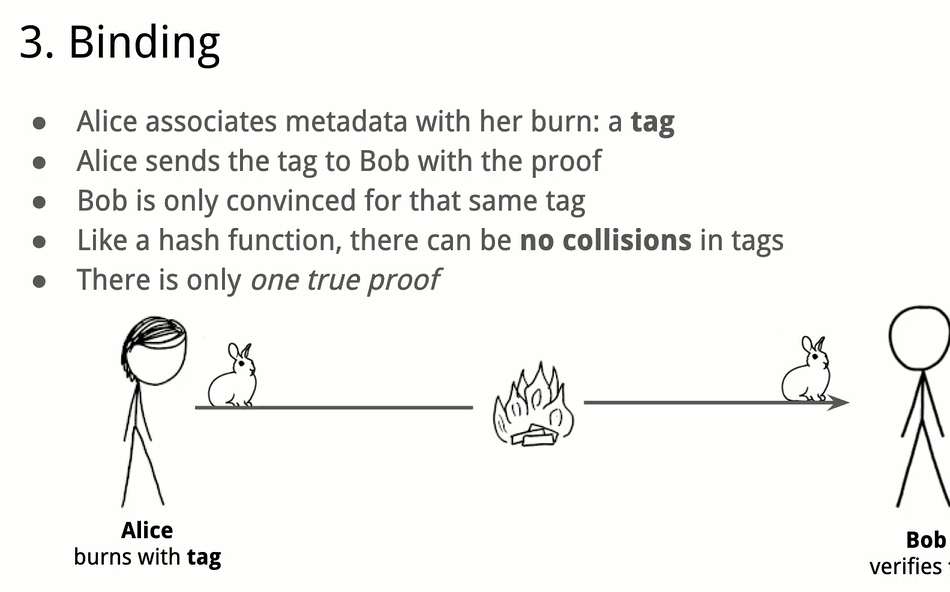 3. Binding
● Alice associates metadata with her burn: a tag
● Alice sends the tag to Bob with the proof
● Bob is only convinced for that same tag
● Like a hash function, there can be no collisions in tags
● There is only one true proof
Alice
burns with tag
Bob
verifies